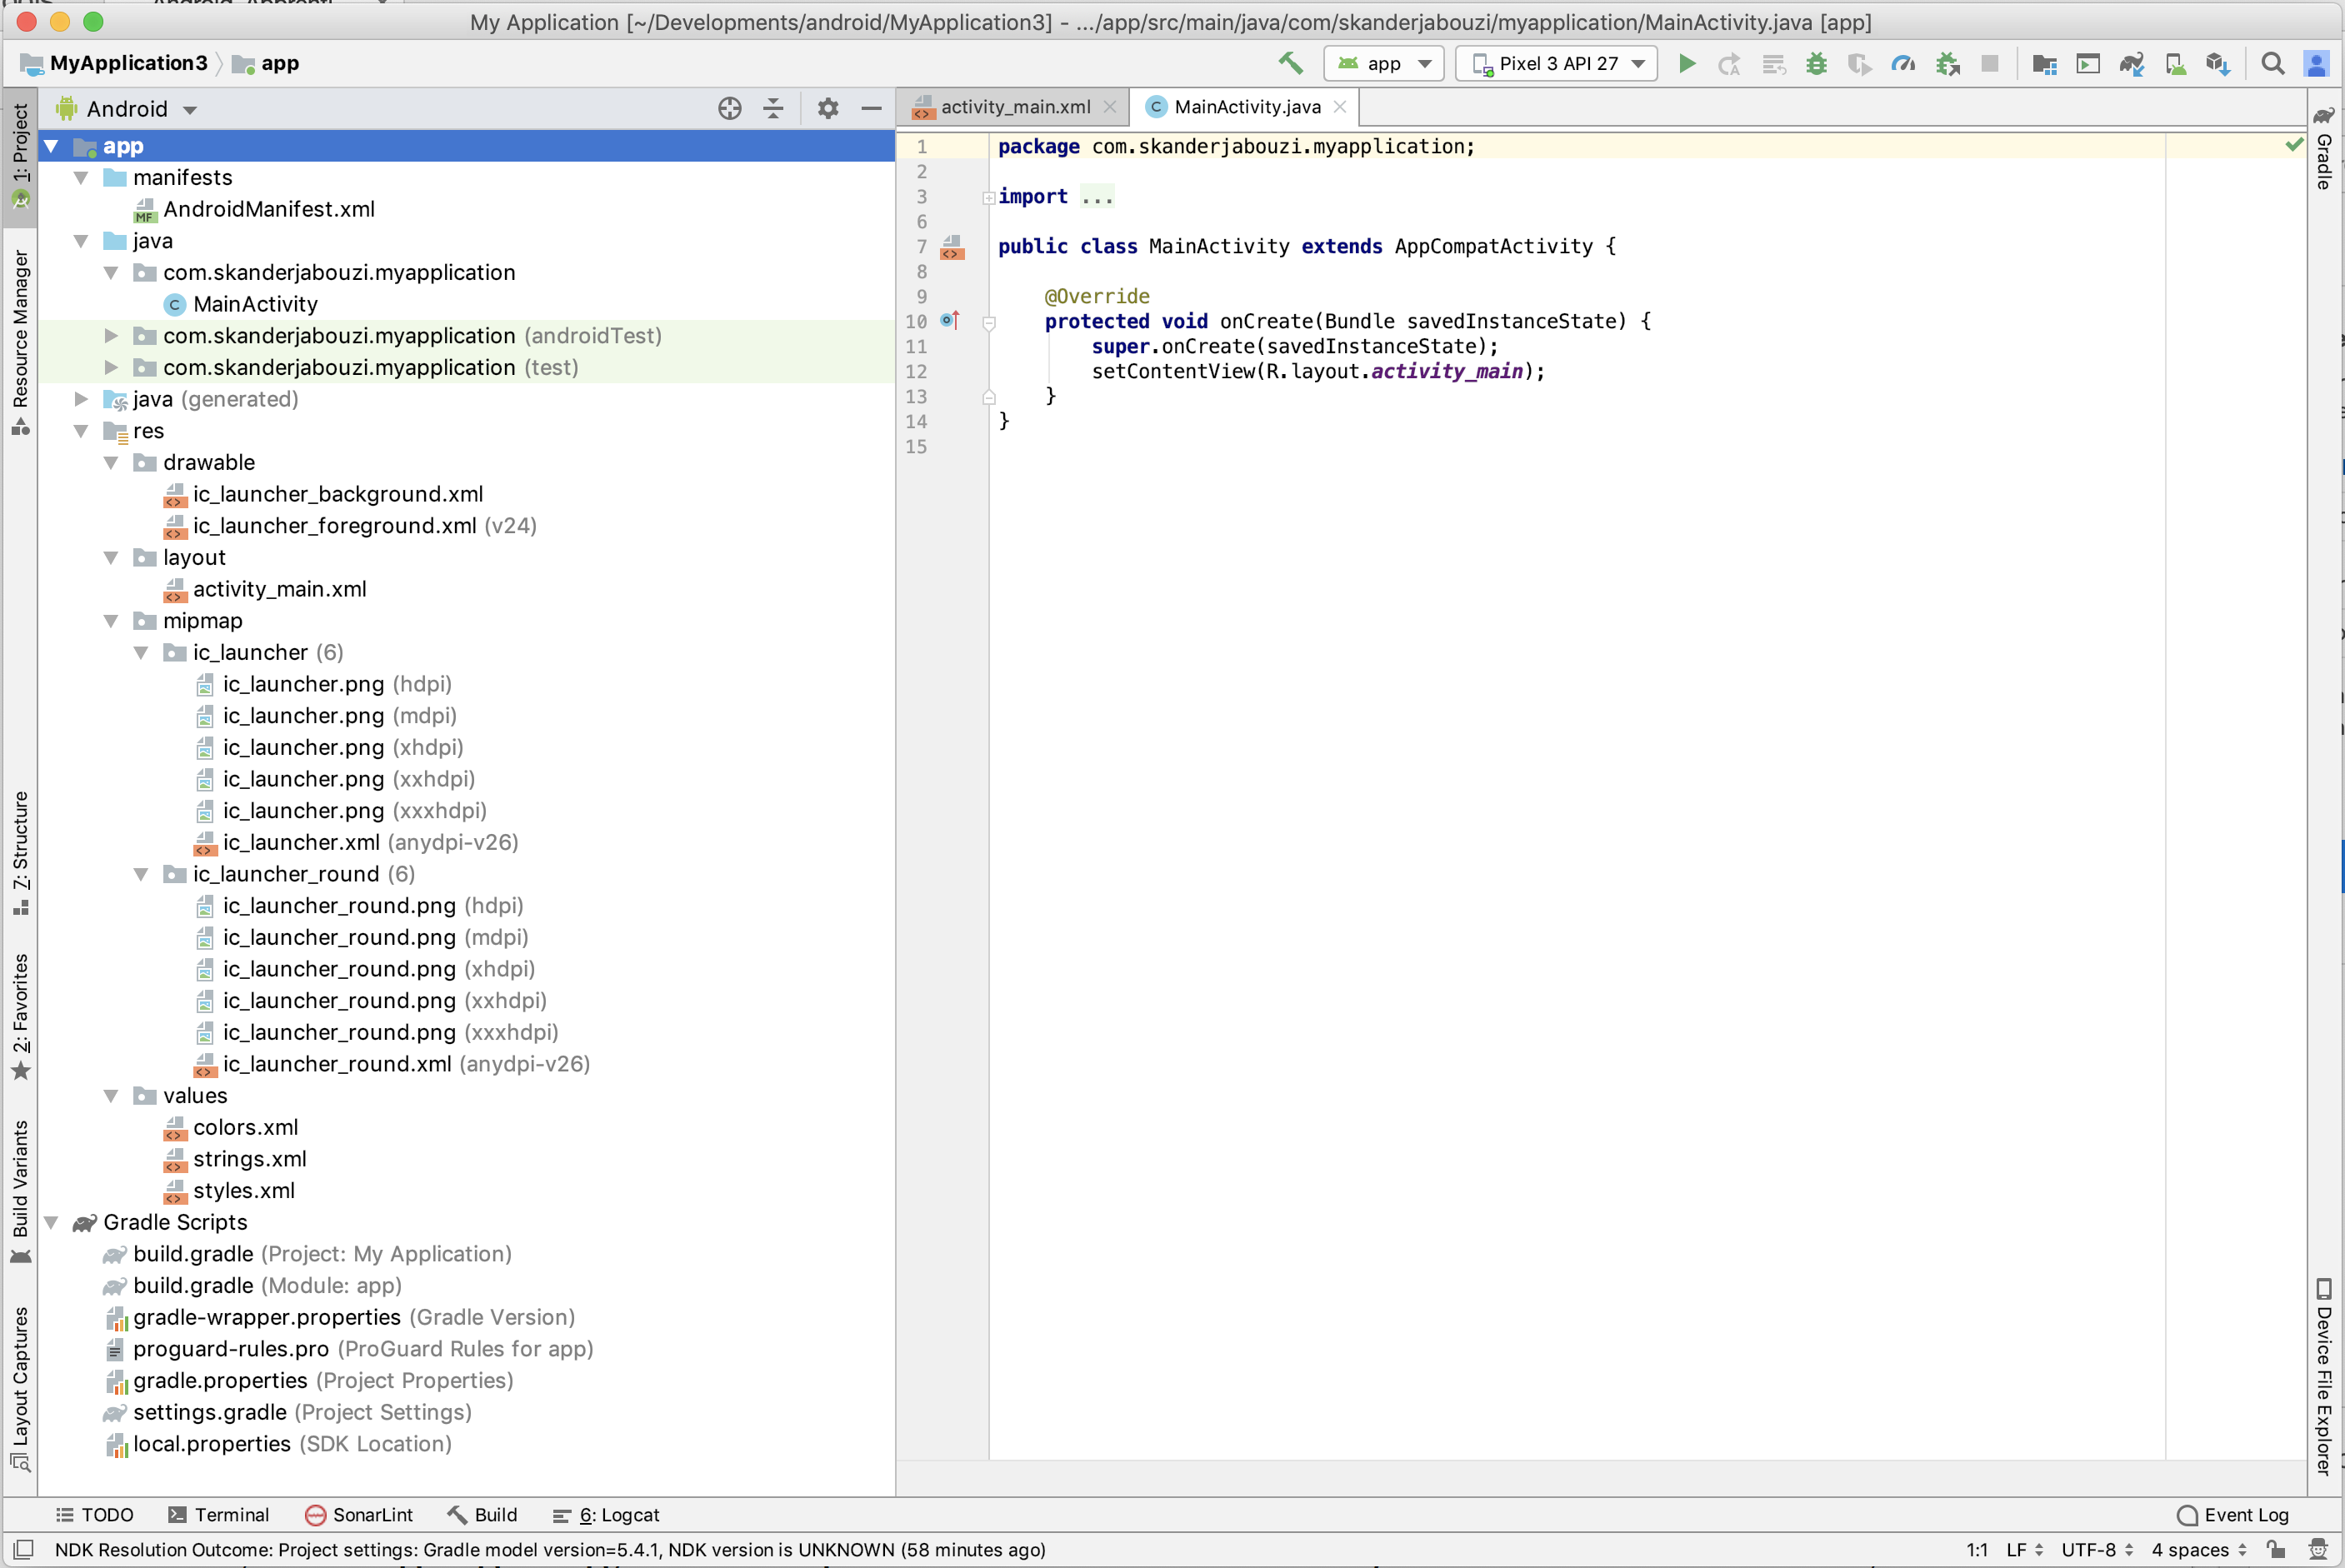 My Application [~/Developments/android/MyApplication3] - .../app/src/main/java/com/skanderjabouzi/myapplication/MainActivity.java [app]
MyApplication3 app
app Pixel 3 API 27
1: Project
Resource Manager
Z: Structure
2: Favorites
Build Variants
Layout Captures
Android
app
manifests
MF AndroidManifest.xml
java
com.skanderjabouzi.myapplication
C MainActivity
com.skanderjabouzi.myapplication (androidTest)
com.skanderjabouzi.myapplication (test)
java (generated)
res
drawable
ic_launcher_background.xml
ic_launcher_foreground.xml (v24)
layout
activity_main.xml
mipmap
ic_launcher (6)
ic_launcher.png (hdpi)
ic_launcher.png (mdpi)
ic_launcher.png (xhdpi)
ic_launcher.png (xxhdpi)
ic_launcher.png (xxxhdpi)
ic_launcher.xml (anydpi-v26)
ic_launcher_round (6)
ic_launcher_round.png (hdpi)
ic_launcher_round.png (mdpi)
ic_launcher_round.png (xhdpi)
ic_launcher_round.png (xxhdpi)
ic_launcher_round.png (xxxhdpi)
ic_launcher_round.xml (anydpi-v26)
values
colors.xml
strings.xml
styles.xml
Gradle Scripts
build.gradle (Project: My Application)
build.gradle (Module: app)
gradle-wrapper.properties (Gradle Version)
proguard-rules.pro (ProGuard Rules for app)
gradle.properties (Project Properties)
settings.gradle (Project Settings)
local.properties (SDK Location)
activity_main.xml C MainActivity.java
1 package com.skanderjabouzi.myapplication;
2
3 import ...
6
7 public class MainActivity extends AppCompatActivity {
8
9 @Override
10 protected void onCreate(Bundle savedInstanceState) {
11 super.onCreate(savedInstanceState);
12 setContentView(R.layout.activity_main);
13 }
14 }
15
Gradle
Device File Explorer
TODO Terminal SonarLint Build 6: Logcat Event Log
NDK Resolution Outcome: Project settings: Gradle model version=5.4.1, NDK version is UNKNOWN (58 minutes ago) 1:1 LF UTF-8 4 spaces